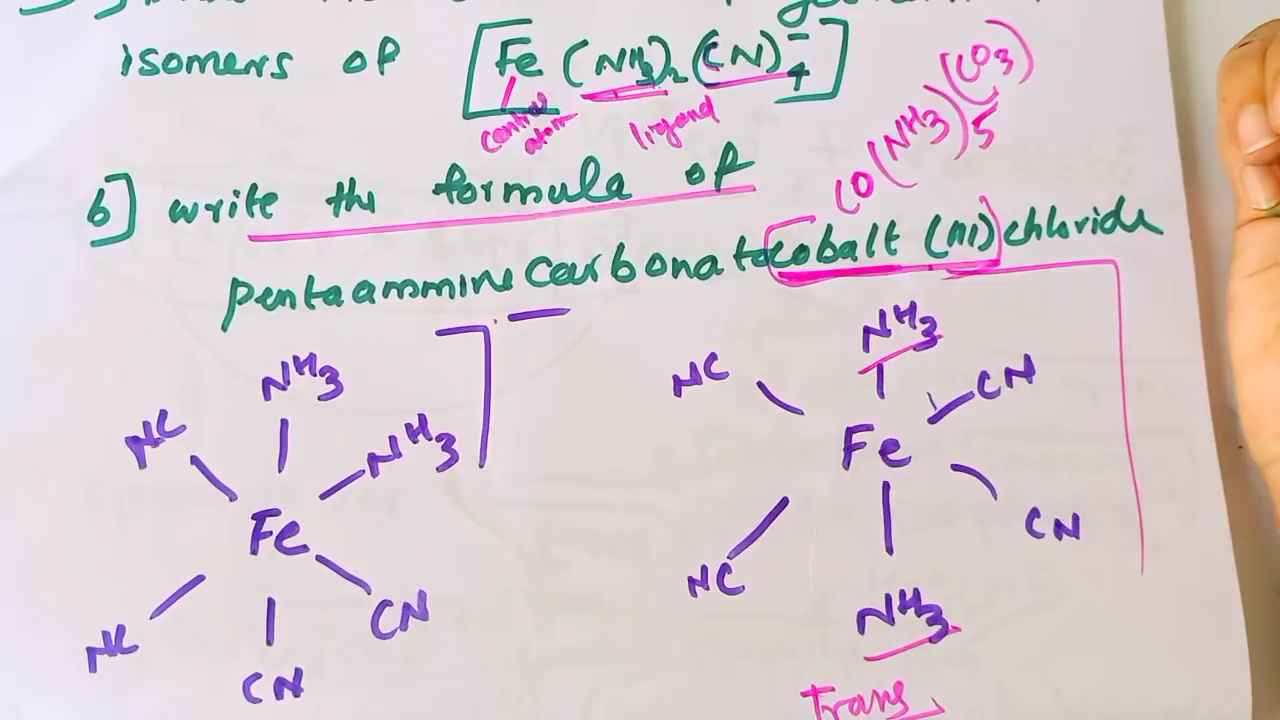 isomers of [Fe (NH3)2 (CN)4]-
central atom
ligand
CO(NH3)5(CO3)
b] write the formula of
pentaamminecarbonatocobalt (III) chloride
NH3
NC
NH3
Fe
NC
CN
CN
NH3
NC
CN
Fe
NC
CN
NH3
Trans